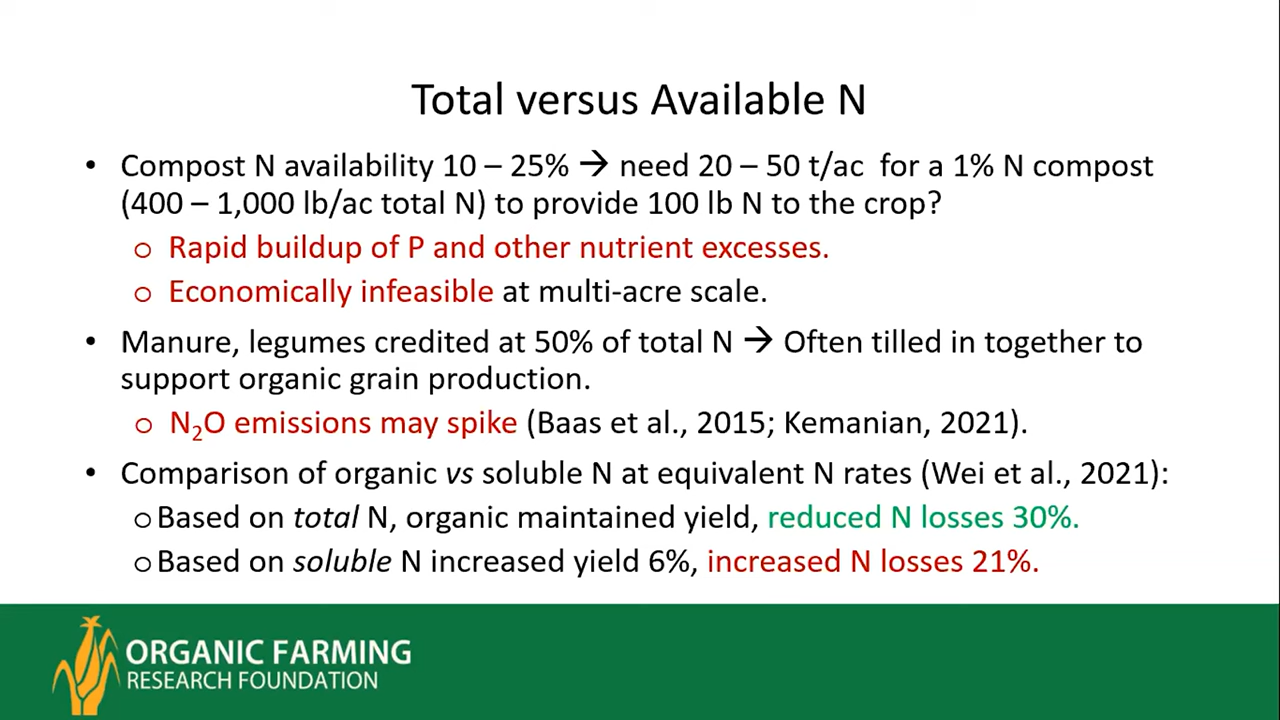 Total versus Available N
• Compost N availability 10 – 25% → need 20 – 50 t/ac for a 1% N compost
(400 – 1,000 lb/ac total N) to provide 100 lb N to the crop?
o Rapid buildup of P and other nutrient excesses.
o Economically infeasible at multi-acre scale.
• Manure, legumes credited at 50% of total N → Often tilled in together to
support organic grain production.
o N₂O emissions may spike (Baas et al., 2015; Kemanian, 2021).
• Comparison of organic vs soluble N at equivalent N rates (Wei et al., 2021):
o Based on total N, organic maintained yield, reduced N losses 30%.
o Based on soluble N increased yield 6%, increased N losses 21%.
ORGANIC FARMING
RESEARCH FOUNDATION